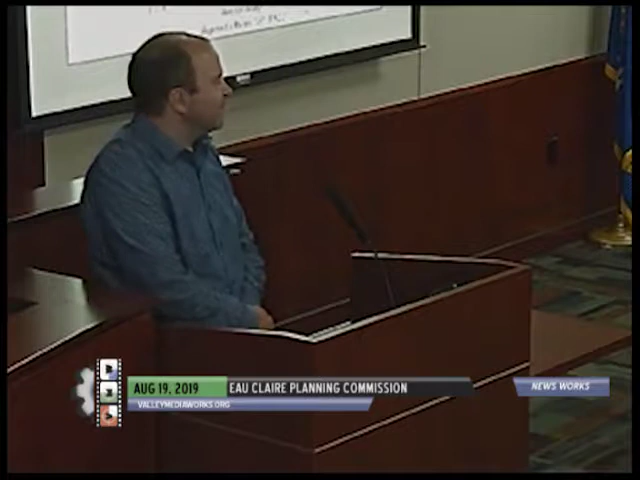 AUG 19, 2019
EAU CLAIRE PLANNING COMMISSION
NEWS WORKS
VALLEYMEDIAWORKS.ORG